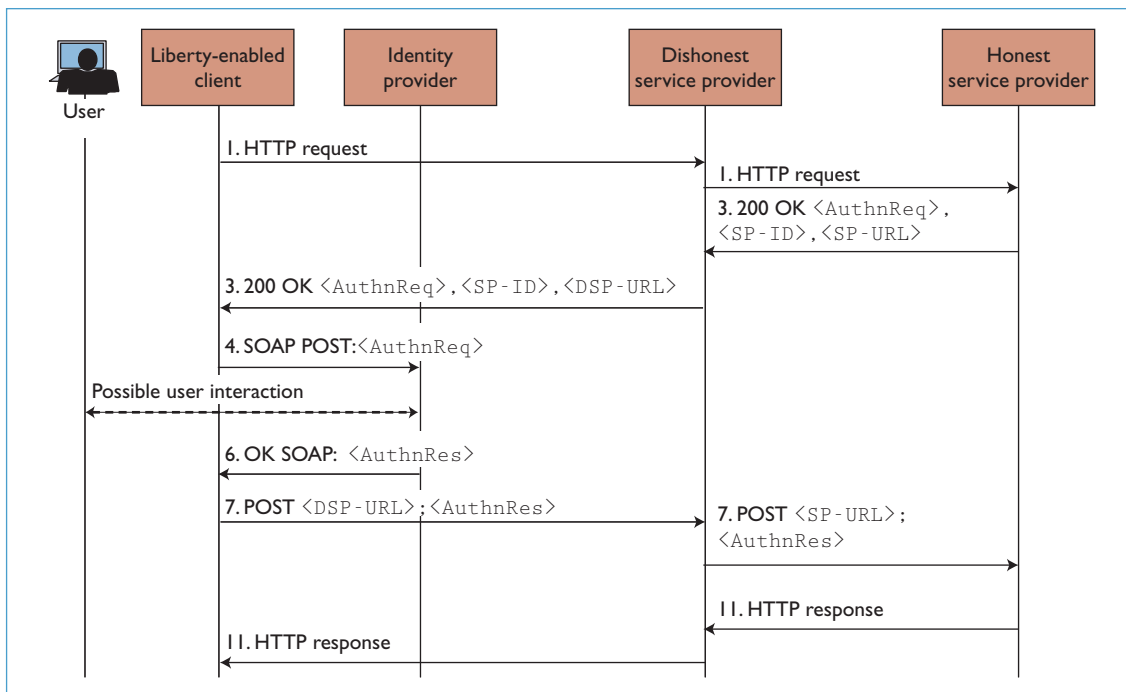 User
Liberty-enabled
client
Identity
provider
Dishonest
service provider
Honest
service provider
1. HTTP request
1. HTTP request
3. 200 OK <AuthnReq>,
<SP-ID>,<SP-URL>
3. 200 OK <AuthnReq>,<SP-ID>,<DSP-URL>
4. SOAP POST:<AuthnReq>
Possible user interaction
6. OK SOAP: <AuthnRes>
7. POST <DSP-URL>;<AuthnRes>
7. POST <SP-URL>;
<AuthnRes>
11. HTTP response
11. HTTP response